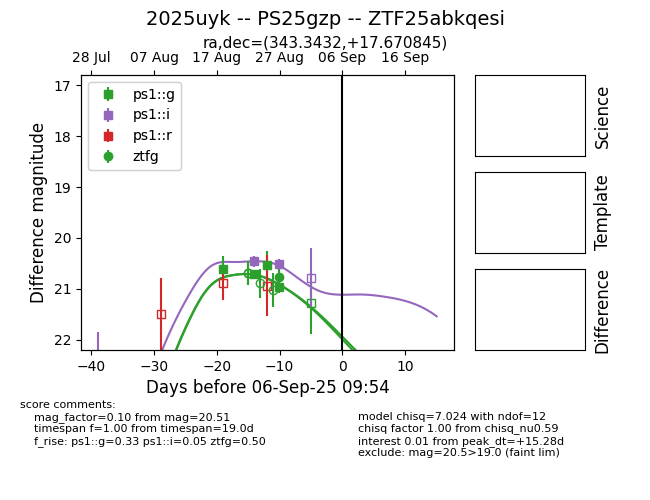 2025uyk -- PS25gzp -- ZTF25abkqesi
ra,dec=(343.3432,+17.670845)
28 Jul 07 Aug 17 Aug 27 Aug 06 Sep 16 Sep
17
18
19
20
21
22
Difference magnitude
ps1::g
ps1::i
ps1::r
ztfg
Science
Template
Difference
−40 −30 −20 −10 0 10
Days before 06-Sep-25 09:54
score comments:
mag_factor=0.10 from mag=20.51
timespan f=1.00 from timespan=19.0d
f_rise: ps1::g=0.33 ps1::i=0.05 ztfg=0.50
model chisq=7.024 with ndof=12
chisq factor 1.00 from chisq_nu0.59
interest 0.01 from peak_dt=+15.28d
exclude: mag=20.5>19.0 (faint lim)